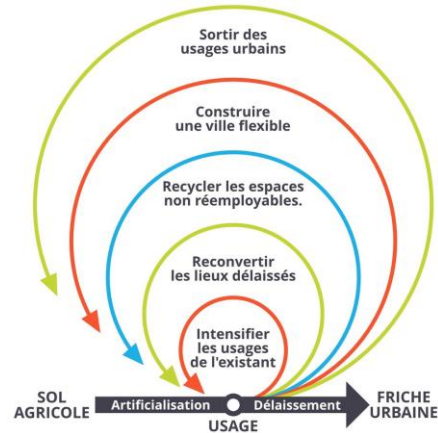 Sortir des
usages urbains
Construire
une ville flexible
Recycler les espaces
non réemployables.
Reconvertir
les lieux délaissés
Intensifier
les usages
de l'existant
SOL
AGRICOLE
Artificialisation
Délaissement
USAGE
FRICHE
URBAINE